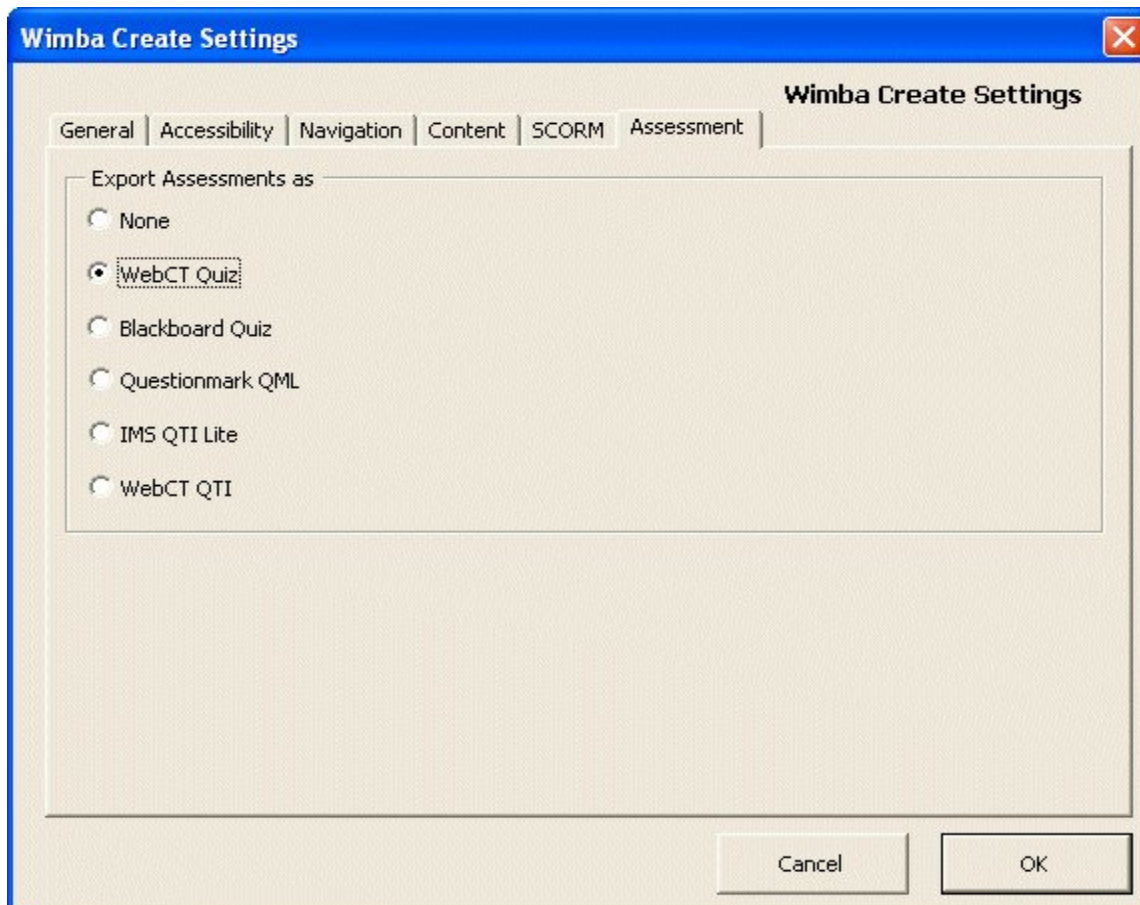 Wimba Create Settings
Wimba Create Settings
General Accessibility Navigation Content SCORM Assessment
Export Assessments as
None
WebCT Quiz
Blackboard Quiz
Questionmark QML
IMS QTI Lite
WebCT QTI
Cancel OK